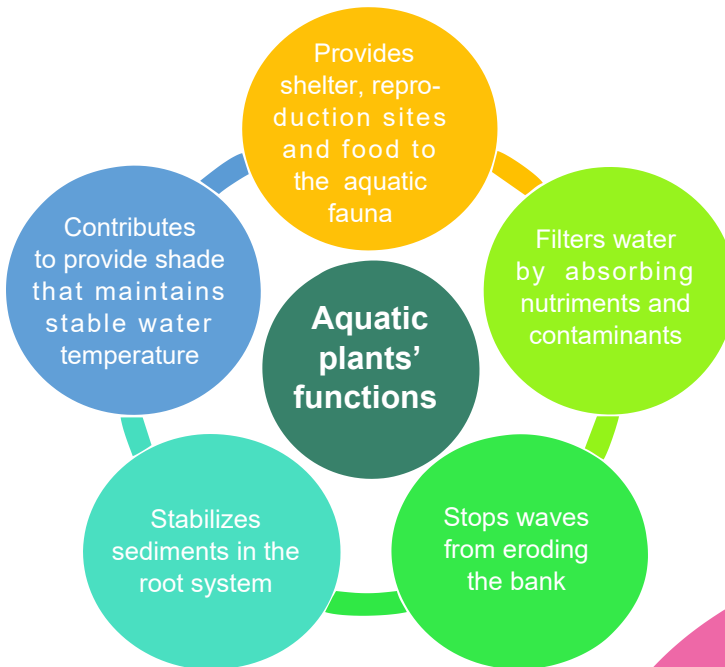 Provides
shelter, repro-
duction sites
and food to
the aquatic
fauna
Filters water
by absorbing
nutriments and
contaminants
Stops waves
from eroding
the bank
Stabilizes
sediments in the
root system
Contributes
to provide shade
that maintains
stable water
temperature
Aquatic
plants’
functions